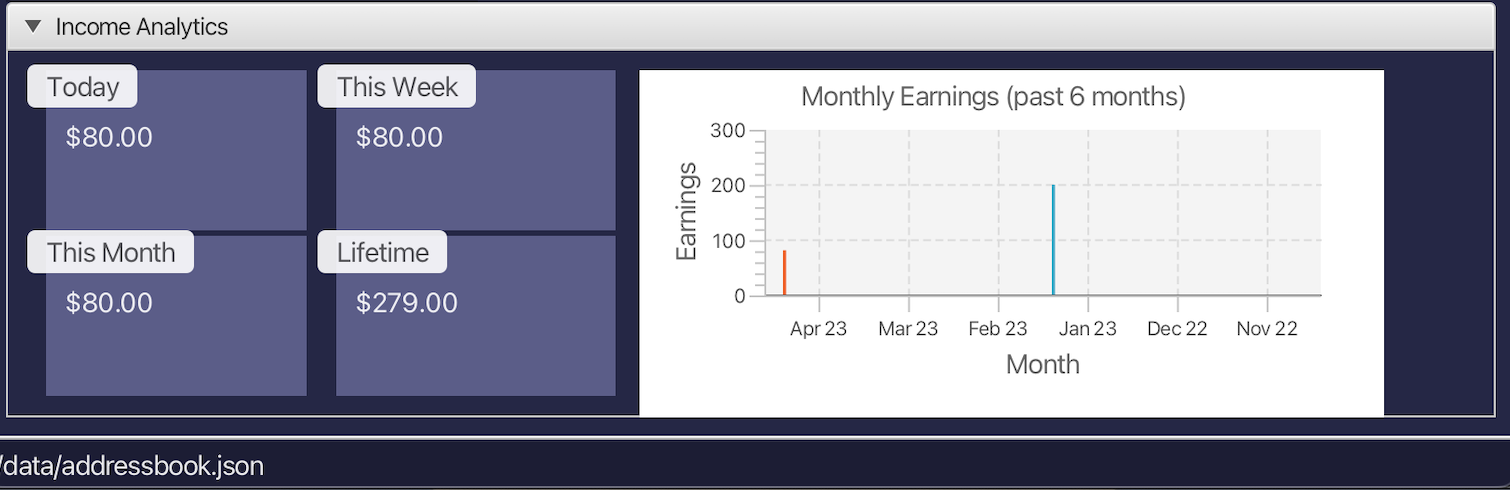 Income Analytics
Today
$80.00
This Week
$80.00
This Month
$80.00
Lifetime
$279.00
Monthly Earnings (past 6 months)
Earnings
300
200
100
0
Apr 23 Mar 23 Feb 23 Jan 23 Dec 22 Nov 22
Month
/data/addressbook.json